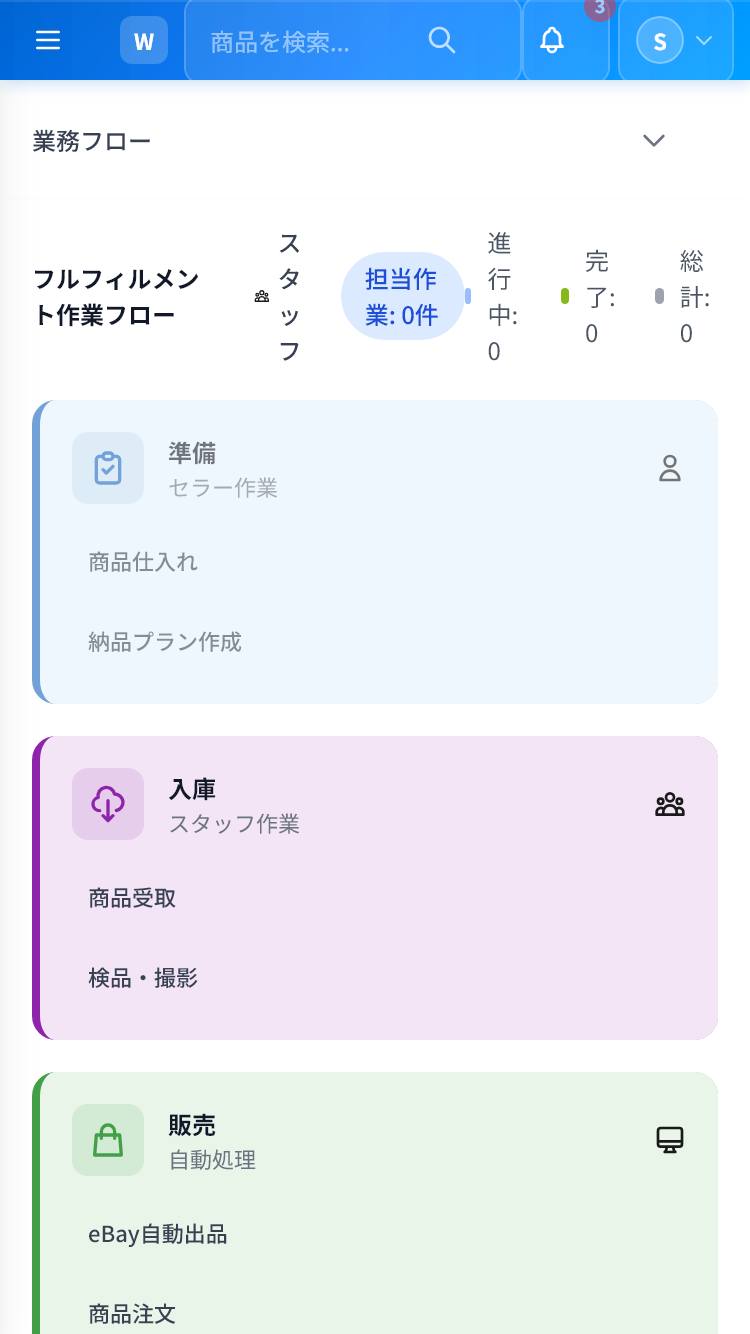 W
商品を検索...
3
S
業務フロー
フルフィルメン
ト作業フロー
ス
タ
ッ
フ
担当作
業: 0件
進
行
中:
0
完
了:
0
総
計:
0
準備
セラー作業
商品仕入れ
納品プラン作成
入庫
スタッフ作業
商品受取
検品・撮影
販売
自動処理
eBay自動出品
商品注文